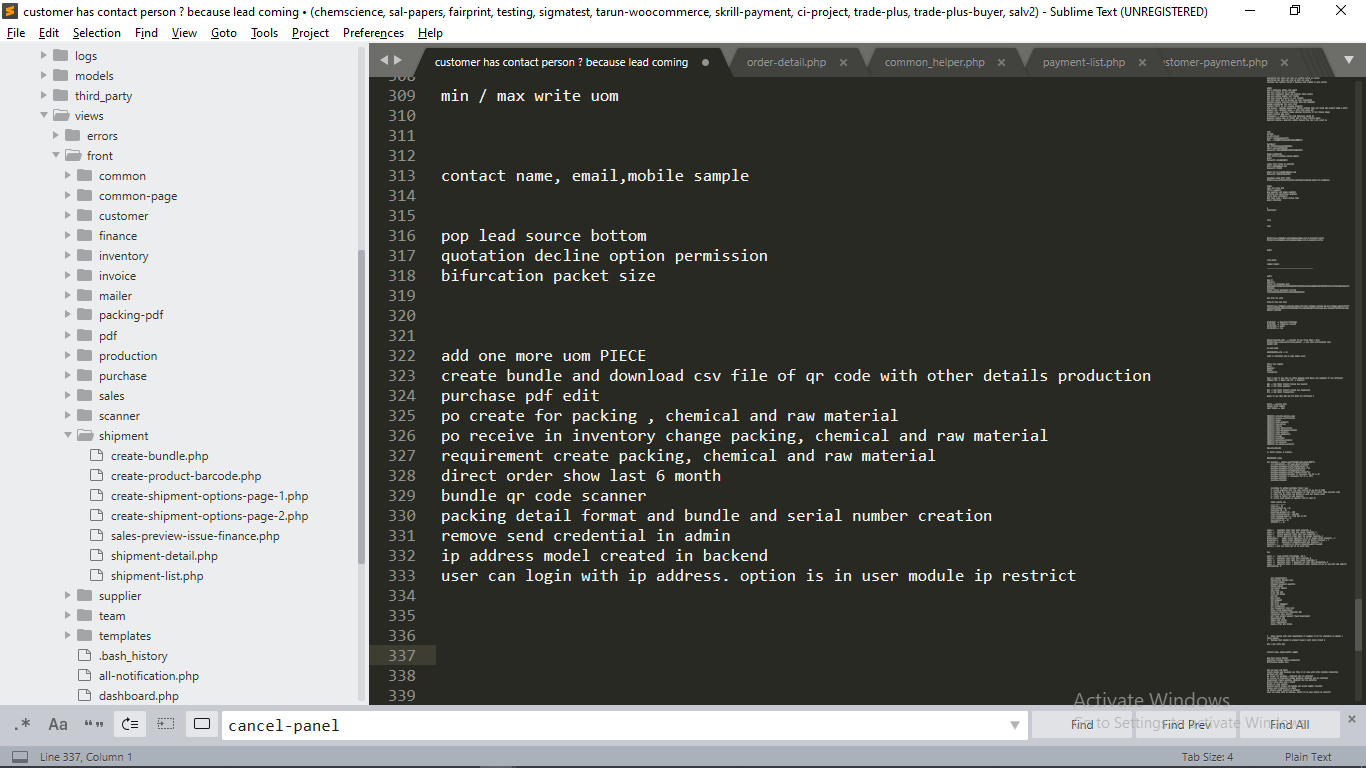 customer has contact person ? because lead coming • (chemscience, sal-papers, fairprint, testing, sigmatest, tarun-woocommerce, skrill-payment, ci-project, trade-plus, trade-plus-buyer, salv2) - Sublime Text (UNREGISTERED)
File Edit Selection Find View Goto Tools Project Preferences Help
logs
models
third_party
views
errors
front
common
common-page
customer
finance
inventory
invoice
mailer
packing-pdf
pdf
production
purchase
sales
scanner
shipment
create-bundle.php
create-product-barcode.php
create-shipment-options-page-1.php
create-shipment-options-page-2.php
sales-preview-issue-finance.php
shipment-detail.php
shipment-list.php
supplier
team
templates
.bash_history
all-notification.php
dashboard.php
customer has contact person ? because lead coming
order-detail.php
common_helper.php
payment-list.php
stomer-payment.php
308
309 min / max write uom
310
311
312
313 contact name, email,mobile sample
314
315
316 pop lead source bottom
317 quotation decline option permission
318 bifurcation packet size
319
320
321
322 add one more uom PIECE
323 create bundle and download csv file of qr code with other details production
324 purchase pdf edit
325 po create for packing , chemical and raw material
326 po receive in inventory change packing, chemical and raw material
327 requirement create packing, chemical and raw material
328 direct order show last 6 month
329 bundle qr code scanner
330 packing detail format and bundle and serial number creation
331 remove send credential in admin
332 ip address model created in backend
333 user can login with ip address. option is in user module ip restrict
334
335
336
337
338
339
Activate Windows
Go to Settings to activate Windows.
.* Aa “ ” cancel-panel Find Find Prev Find All
Line 337, Column 1
Tab Size: 4
Plain Text